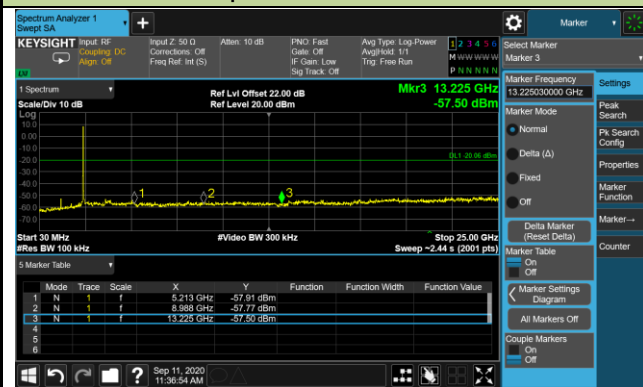 Spectrum Analyzer 1
Swept SA
Marker
KEYSIGHT
Input: RF
Coupling: DC
Align: Off
Input Z: 50 Ω
Corrections: Off
Freq Ref: Int (S)
Atten: 10 dB
PNO: Fast
Gate: Off
IF Gain: Low
Sig Track: Off
Avg Type: Log-Power
Avg|Hold: 1/1
Trig: Free Run
1 2 3 4 5 6
M W W W W W
P N N N N N
LXI
Select Marker
Marker 3
1 Spectrum
Scale/Div 10 dB
Log
Ref Lvl Offset 22.00 dB
Ref Level 20.00 dBm
Mkr3 13.225 GHz
-57.50 dBm
10.0
0.00
-10.0
-20.0
-30.0
-40.0
-50.0
-60.0
-70.0
DL1 -20.06 dBm
1
2
3
Start 30 MHz
#Video BW 300 kHz
Stop 25.00 GHz
#Res BW 100 kHz
Sweep ~2.44 s (2001 pts)
5 Marker Table
Mode Trace Scale X Y Function Function Width Function Value
1 N 1 f 5.213 GHz -57.91 dBm
2 N 1 f 8.988 GHz -57.77 dBm
3 N 1 f 13.225 GHz -57.50 dBm
4
5
6
Marker Frequency
13.225030000 GHz
Marker Mode
Normal
Delta (Δ)
Fixed
Off
Delta Marker
(Reset Delta)
Marker Table
On
Off
Marker Settings
Diagram
All Markers Off
Couple Markers
On
Off
Settings
Peak
Search
Pk Search
Config
Properties
Marker
Function
Marker→
Counter
Sep 11, 2020
11:36:54 AM